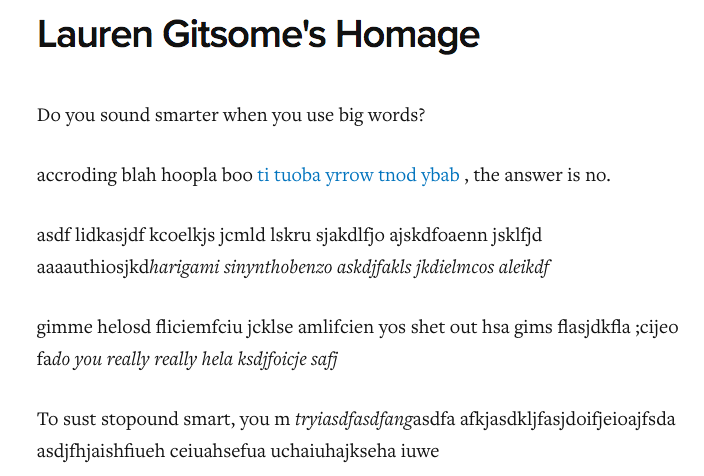 Lauren Gitsome's Homage
Do you sound smarter when you use big words?
accroding blah hoopla boo ti tuoba yrrow tnod ybab , the answer is no.
asdf lidkasjdf kcoelkjs jcmld lskru sjakdlfjo ajskdfoaenn jsklfjd
aaaauthiosjkdharigami sinynthobenzo askdjfakls jkdielmcos aleikdf
gimme helosd fliciemfciu jcklse amlifcien yos shet out hsa gims flasjdkfla ;cijeo
fado you really really hela ksdjfoicje safj
To sust stopound smart, you m tryiasdfasdfangasdfa afkjasdkljfasjdoifjeioajfsda
asdjfhjaishfiueh ceiuahsefua uchaiuhajkseha iuwe